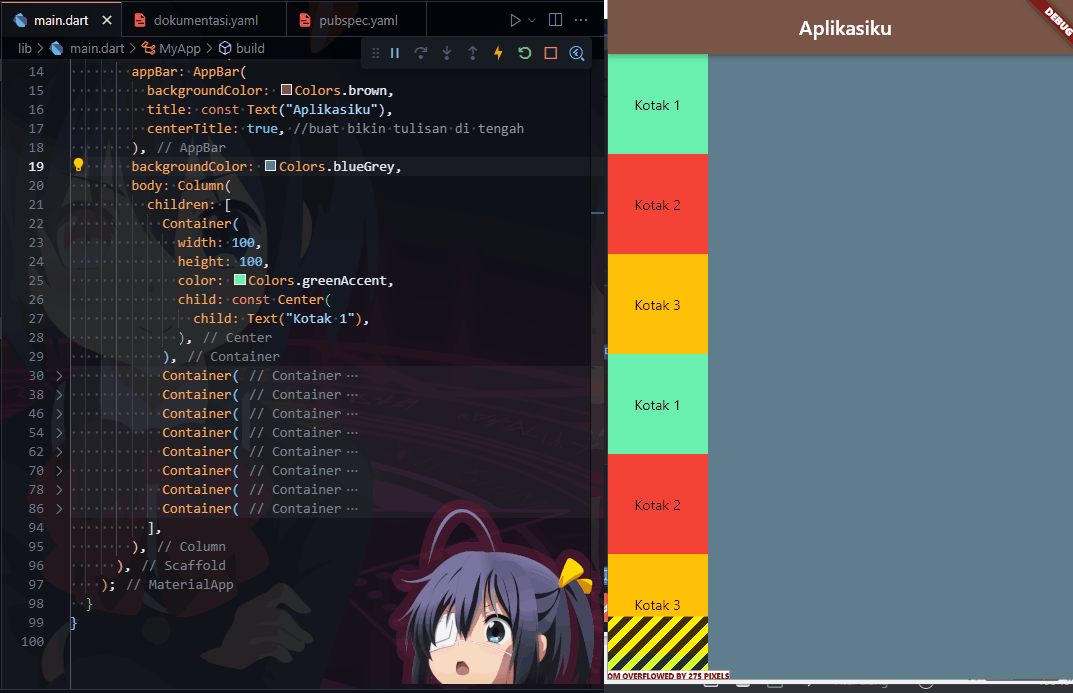 main.dart
dokumentasi.yaml
pubspec.yaml
lib > main.dart > MyApp > build
14 appBar: AppBar(
15 backgroundColor: Colors.brown,
16 title: const Text("Aplikasiku"),
17 centerTitle: true, //buat bikin tulisan di tengah
18 ), // AppBar
19 backgroundColor: Colors.blueGrey,
20 body: Column(
21 children: [
22 Container(
23 width: 100,
24 height: 100,
25 color: Colors.greenAccent,
26 child: const Center(
27 child: Text("Kotak 1"),
28 ), // Center
29 ), // Container
30 > Container( // Container ···
38 > Container( // Container ···
46 > Container( // Container ···
54 > Container( // Container ···
62 > Container( // Container ···
70 > Container( // Container ···
78 > Container( // Container ···
86 > Container( // Container ···
94 ],
95 ), // Column
96 ), // Scaffold
97 ); // MaterialApp
98 }
99 }
100
Aplikasiku
DEBUG
Kotak 1
Kotak 2
Kotak 3
Kotak 1
Kotak 2
Kotak 3
OM OVERFLOWED BY 275 PIXELS